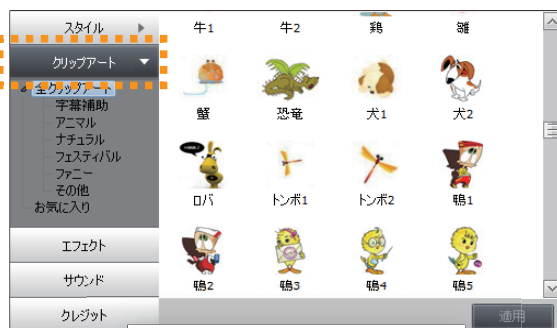 スタイル
クリップアート
全クリップアート
字幕補助
アニマル
ナチュラル
フェスティバル
ファニー
その他
お気に入り
エフェクト
サウンド
クレジット
牛1 牛2 鶏 雛
蟹 恐竜 犬1 犬2
ロバ トンボ1 トンボ2 鴨1
鴨2 鴨3 鴨4 鴨5
適用